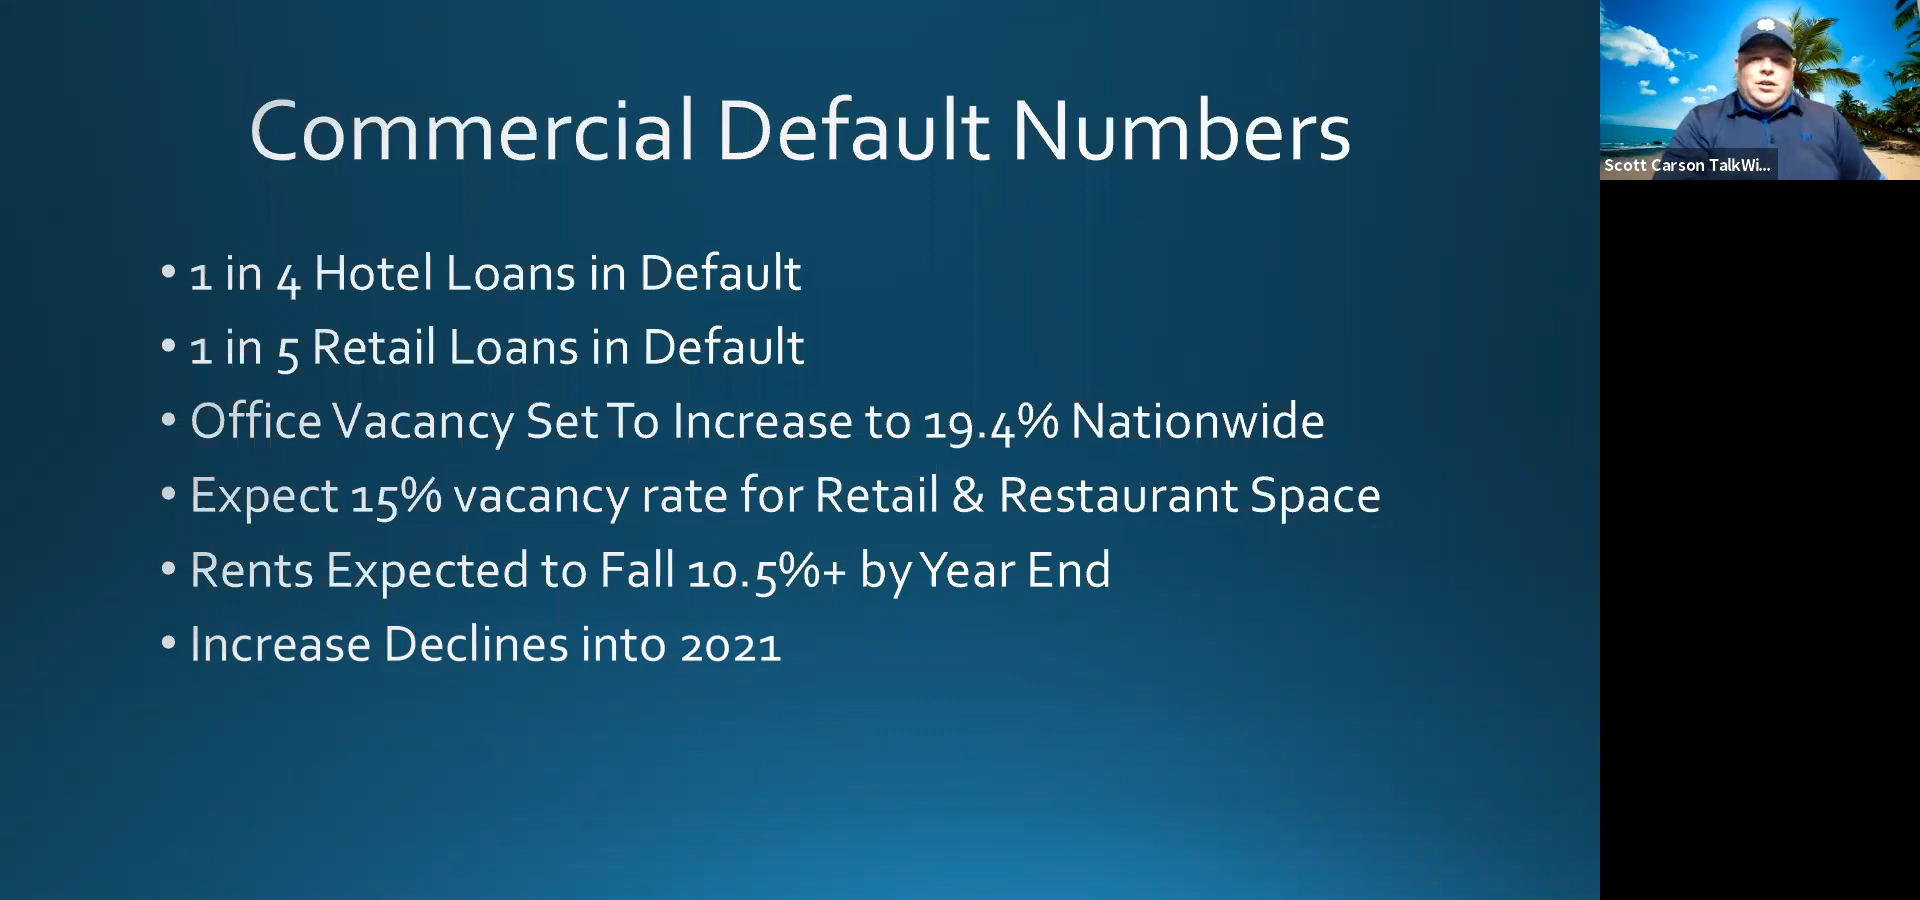 Commercial Default Numbers
• 1 in 4 Hotel Loans in Default
• 1 in 5 Retail Loans in Default
• Office Vacancy Set To Increase to 19.4% Nationwide
• Expect 15% vacancy rate for Retail & Restaurant Space
• Rents Expected to Fall 10.5%+ by Year End
• Increase Declines into 2021
Scott Carson TalkWi...